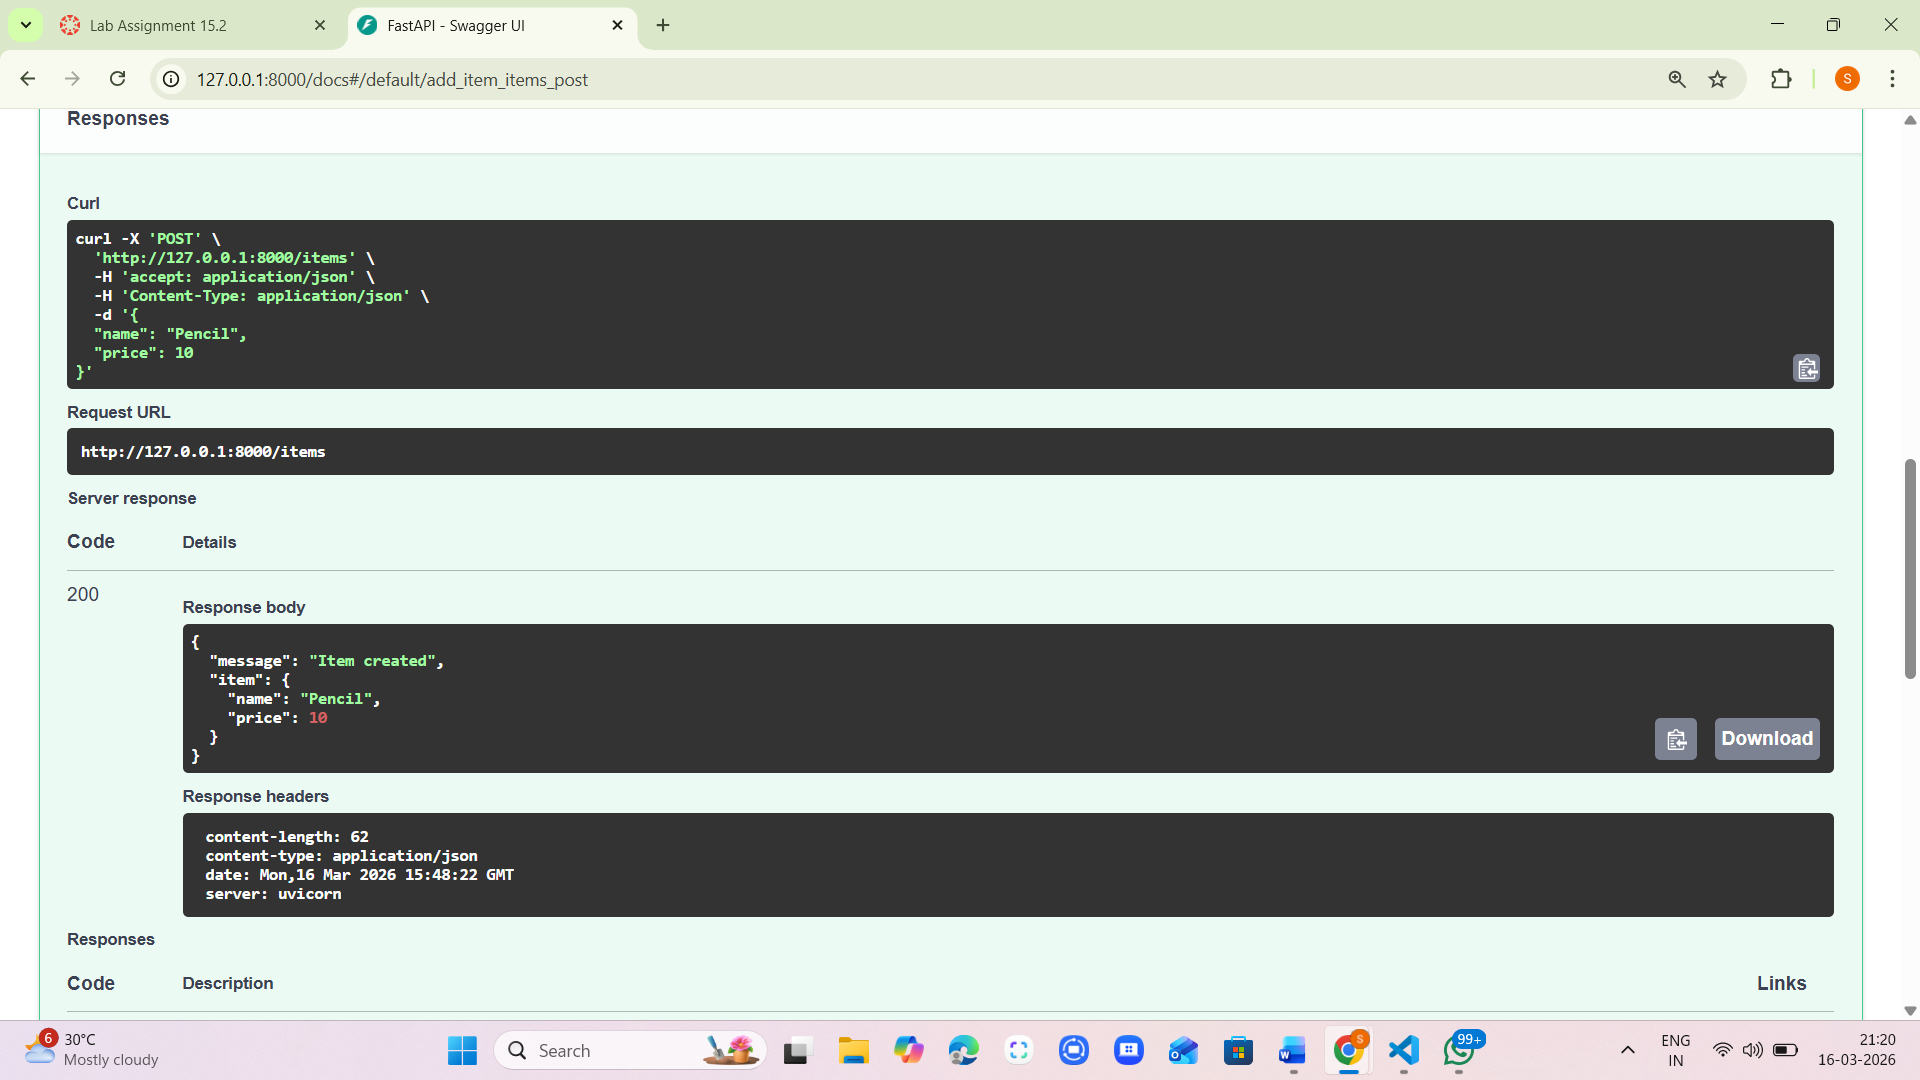 Lab Assignment 15.2
FastAPI - Swagger UI
127.0.0.1:8000/docs#/default/add_item_items_post
S
Responses
Curl
curl -X 'POST' \
'http://127.0.0.1:8000/items' \
-H 'accept: application/json' \
-H 'Content-Type: application/json' \
-d '{
"name": "Pencil",
"price": 10
}'
Request URL
http://127.0.0.1:8000/items
Server response
Code Details
200
Response body
{
"message": "Item created",
"item": {
"name": "Pencil",
"price": 10
}
}
Download
Response headers
content-length: 62
content-type: application/json
date: Mon,16 Mar 2026 15:48:22 GMT
server: uvicorn
Responses
Code Description Links
6
30°C
Mostly cloudy
Search
S
99+
ENG
IN
21:20
16-03-2026